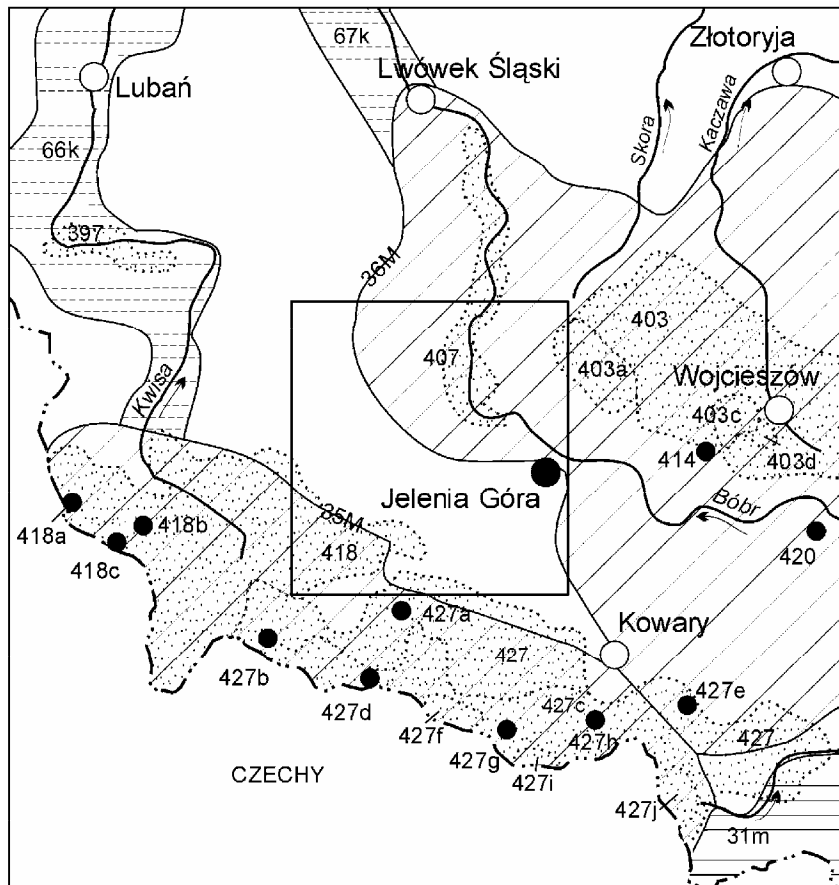 67k
Złotoryja
Lwówek Śląski
Lubań
Skora
Kaczawa
66k
397
36M
403
407
403a
Wojcieszów
Kwisa
403c
414
403d
Jelenia Góra
Bóbr
35M
418a
418b
418c
418
420
427a
Kowary
427b
427
427d
427c
427e
427f
427h
427
427g
427i
CZECHY
427j
31m